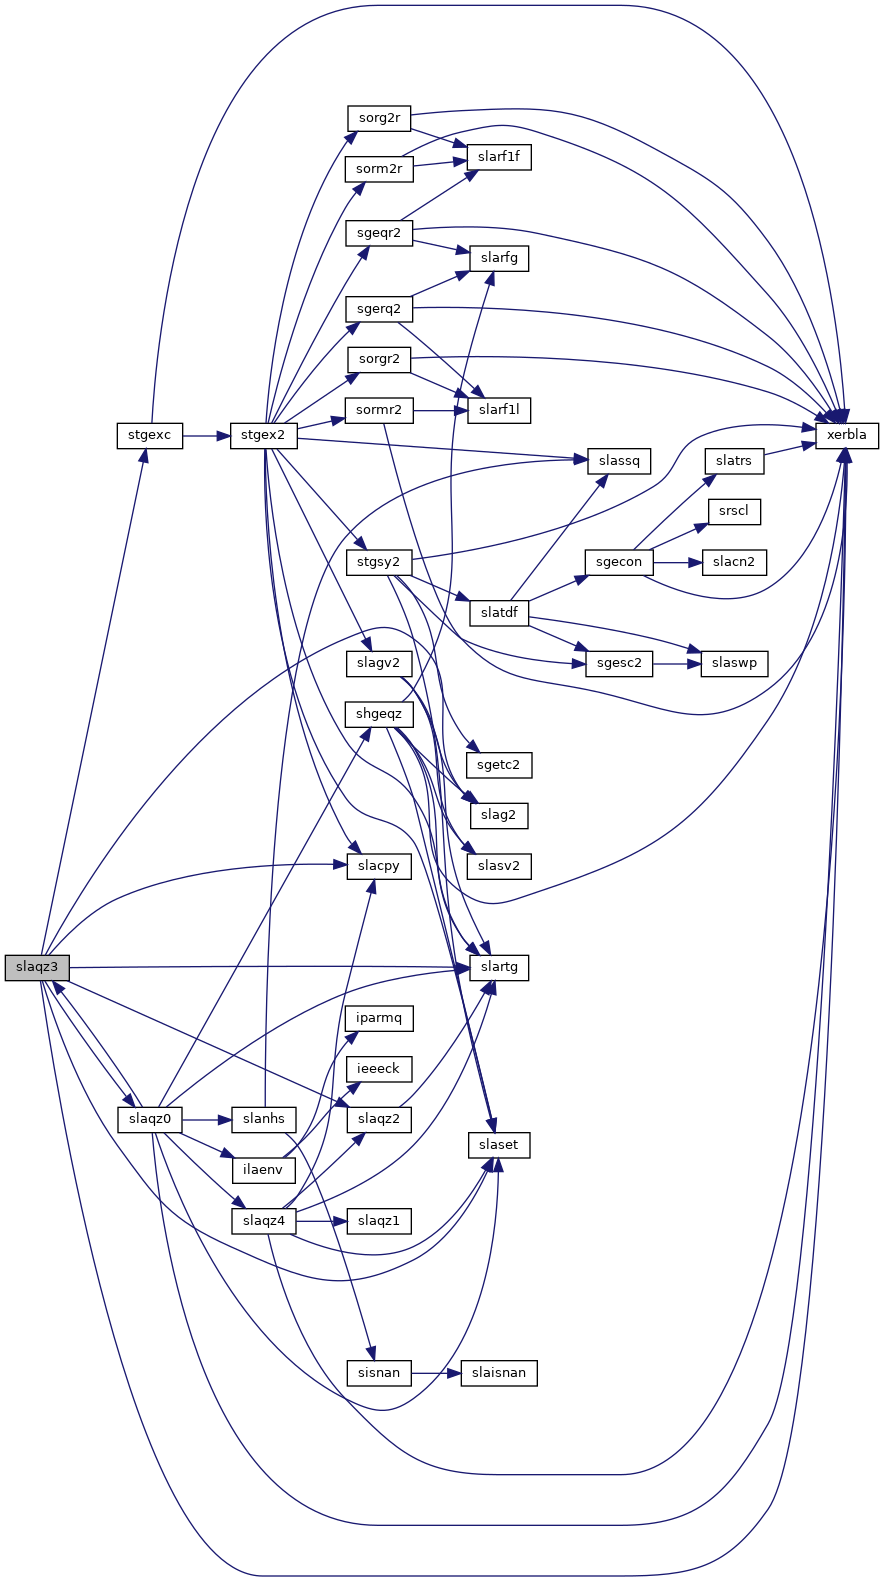 sorg2r
slarf1f
sorm2r
sgeqr2
slarfg
sgerq2
sorgr2
sormr2
slarf1l
stgexc
stgex2
xerbla
slassq
slatrs
srscl
stgsy2
sgecon
slacn2
slatdf
slagv2
sgesc2
slaswp
shgeqz
sgetc2
slag2
slacpy
slasv2
slaqz3
slartg
iparmq
ieeeck
slaqz0
slanhs
slaqz2
slaset
ilaenv
slaqz4
slaqz1
sisnan
slaisnan